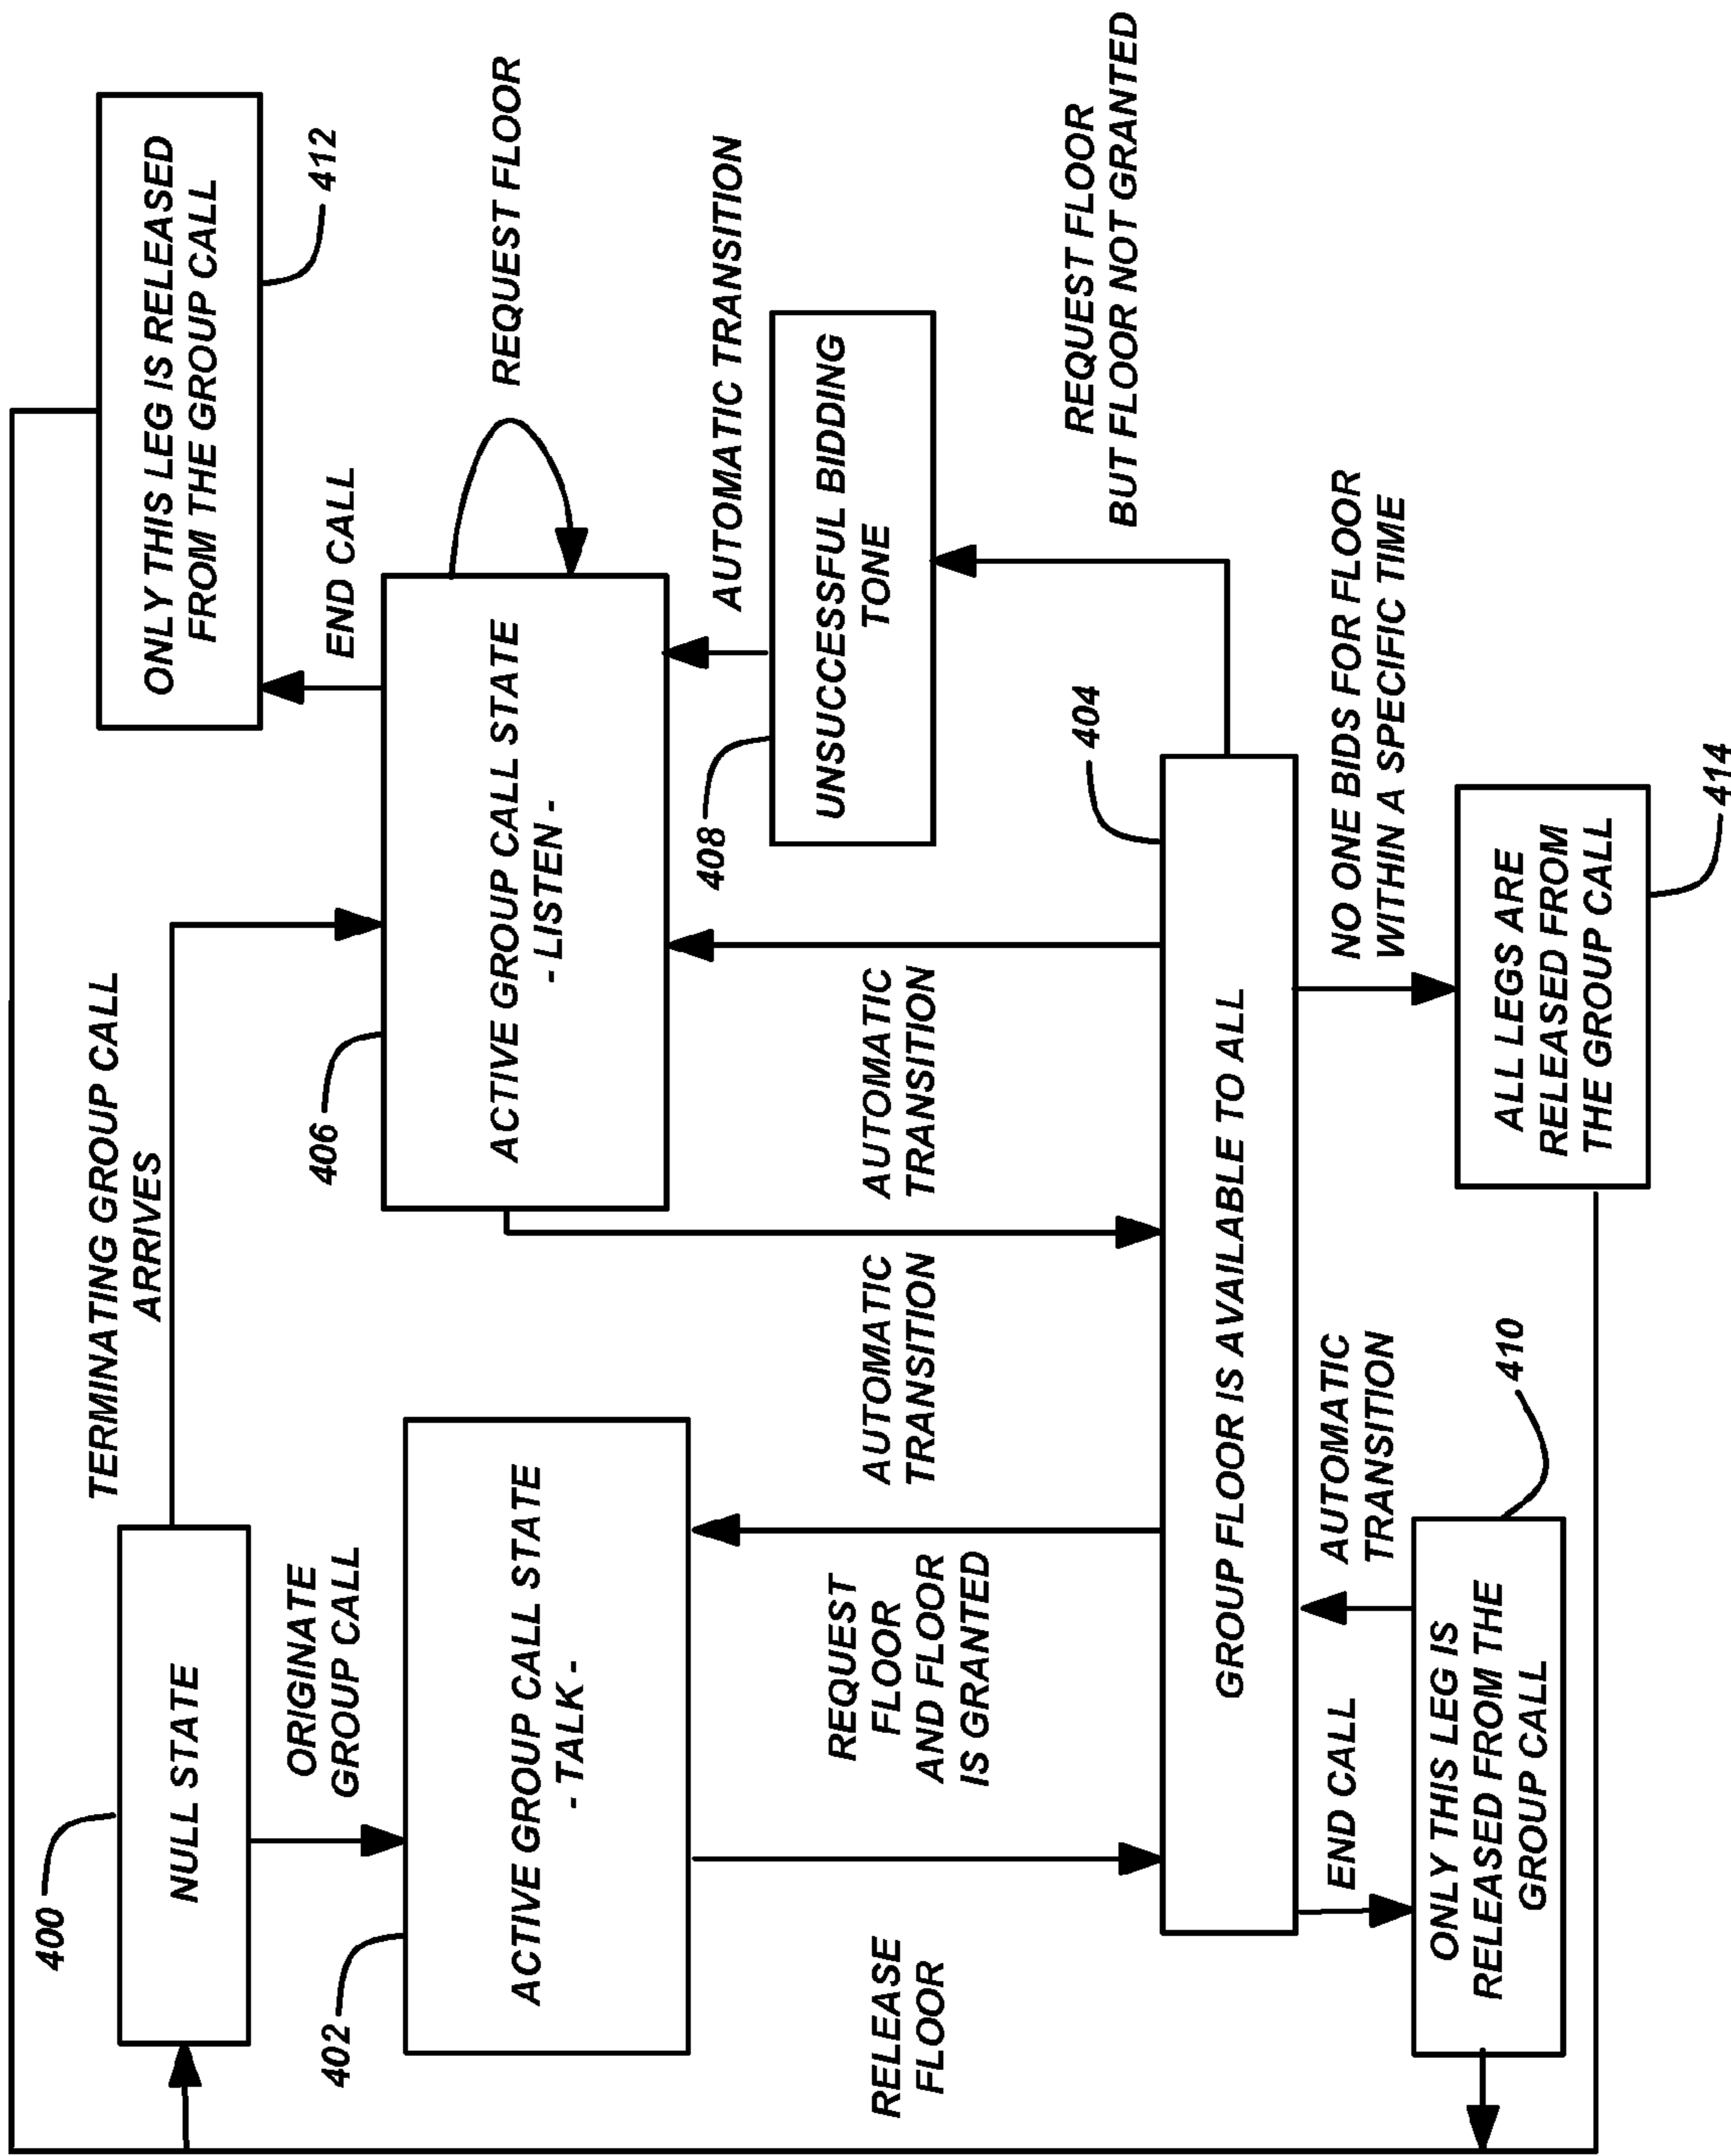 400
NULL STATE
TERMINATING GROUP CALL
ARRIVES
ONLY THIS LEG IS RELEASED
FROM THE GROUP CALL
412
ORIGINATE
GROUP CALL
END CALL
402
ACTIVE GROUP CALL STATE
- TALK -
406
ACTIVE GROUP CALL STATE
- LISTEN -
REQUEST FLOOR
RELEASE
FLOOR
REQUEST
FLOOR
AND FLOOR
IS GRANTED
AUTOMATIC
TRANSITION
AUTOMATIC
TRANSITION
AUTOMATIC TRANSITION
408
UNSUCCESSFUL BIDDING
TONE
404
REQUEST FLOOR
BUT FLOOR NOT GRANTED
GROUP FLOOR IS AVAILABLE TO ALL
END CALL
AUTOMATIC
TRANSITION
NO ONE BIDS FOR FLOOR
WITHIN A SPECIFIC TIME
ONLY THIS LEG IS
RELEASED FROM THE
GROUP CALL
410
ALL LEGS ARE
RELEASED FROM
THE GROUP CALL
414